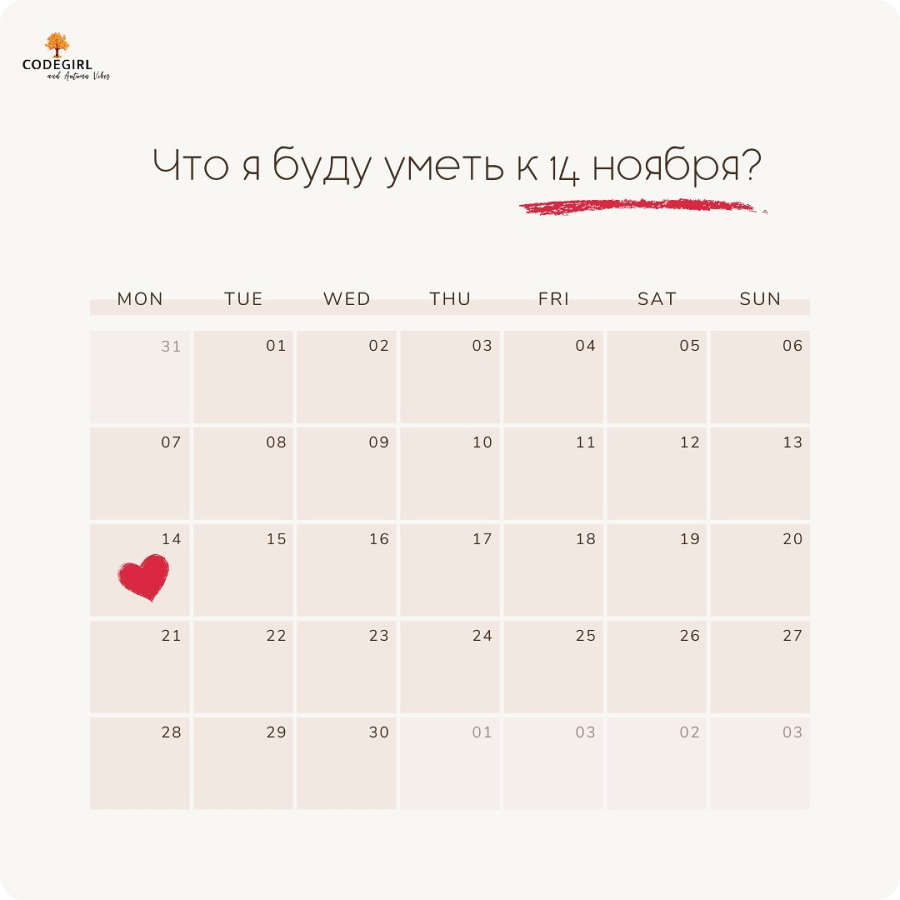 CODEGIRL
and Autumn Vibes
Что я буду уметь к 14 ноября?
MON TUE WED THU FRI SAT SUN
31 01 02 03 04 05 06
07 08 09 10 11 12 13
14 15 16 17 18 19 20
21 22 23 24 25 26 27
28 29 30 01 03 02 03